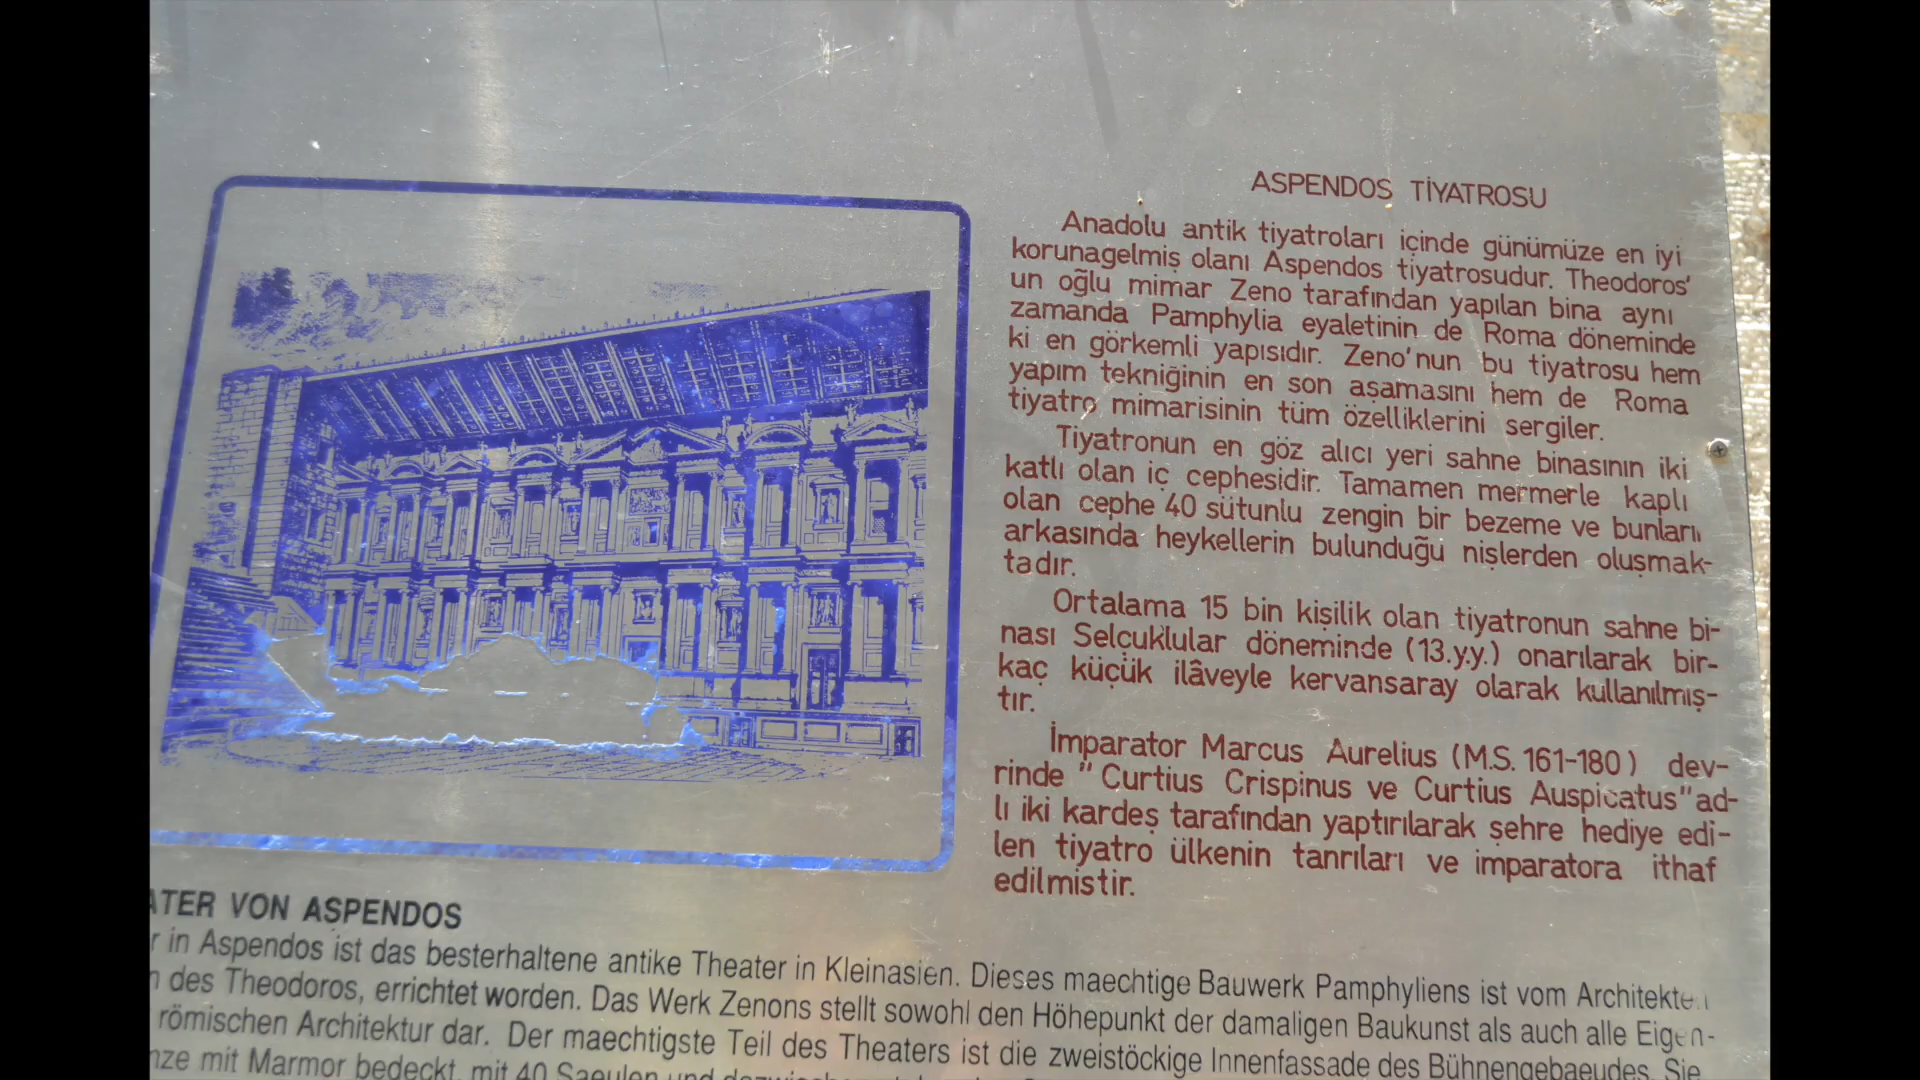 ASPENDOS TİYATROSU
Anadolu antik tiyatroları içinde günümüze en iyi
korunagelmiş olanı Aspendos tiyatrosudur. Theodoros'
un oğlu mimar Zeno tarafından yapılan bina aynı
zamanda Pamphylia eyaletinin de Roma döneminde
ki en görkemli yapısıdır. Zeno'nun bu tiyatrosu hem
yapım tekniğinin en son aşamasını hem de Roma
tiyatro mimarisinin tüm özelliklerini sergiler.
Tiyatronun en göz alıcı yeri sahne binasının iki
katlı olan iç cephesidir. Tamamen mermerle kaplı
olan cephe 40 sütunlu zengin bir bezeme ve bunların
arkasında heykellerin bulunduğu nişlerden oluşmak-
tadır.
Ortalama 15 bin kişilik olan tiyatronun sahne bi-
nası Selçuklular döneminde (13.y.y.) onarılarak bir-
kaç küçük ilâveyle kervansaray olarak kullanılmış-
tır.
İmparator Marcus Aurelius (M.S. 161-180) dev-
rinde " Curtius Crispinus ve Curtius Auspicatus" ad-
lı iki kardeş tarafından yaptırılarak şehre hediye edi-
len tiyatro ülkenin tanrıları ve imparatora ithaf
edilmiştir.
ATER VON ASPENDOS
r in Aspendos ist das besterhaltene antike Theater in Kleinasien. Dieses maechtige Bauwerk Pamphyliens ist vom Architekten
n des Theodoros, errichtet worden. Das Werk Zenons stellt sowohl den Höhepunkt der damaligen Baukunst als auch alle Eigen-
römischen Architektur dar. Der maechtigste Teil des Theaters ist die zweistöckige Innenfassade des Bühnengebaeudes. Sie
nze mit Marmor bedeckt, mit 40 Saeulen und